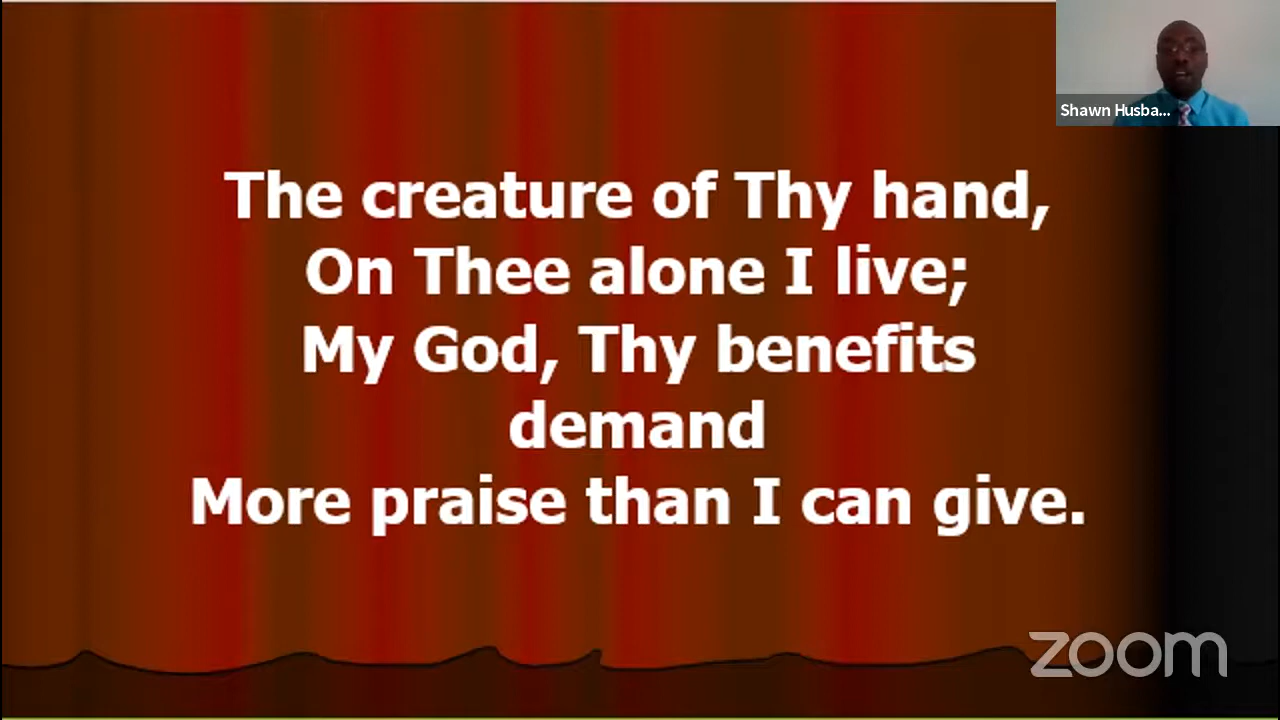 Shawn Husba...
The creature of Thy hand,
On Thee alone I live;
My God, Thy benefits
demand
More praise than I can give.
zoom